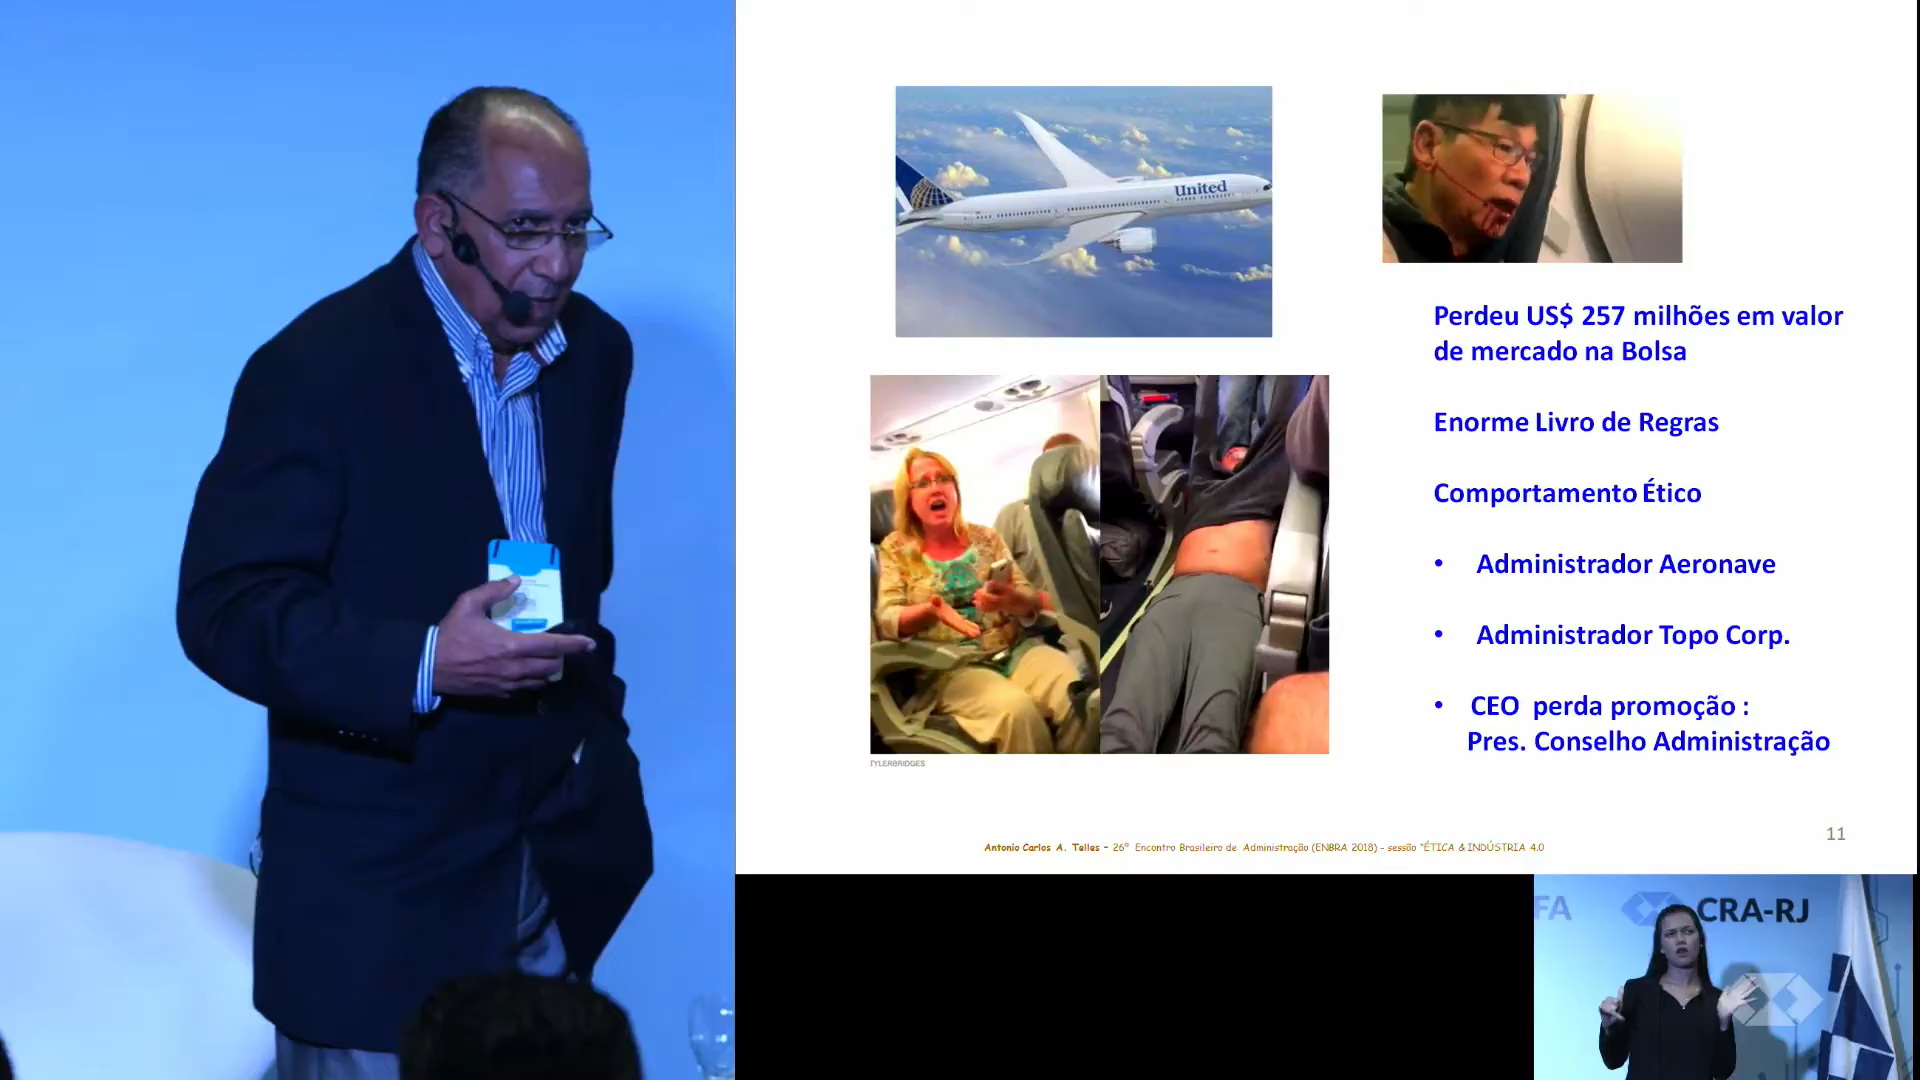 United
Perdeu US$ 257 milhões em valor
de mercado na Bolsa
Enorme Livro de Regras
Comportamento Ético
• Administrador Aeronave
• Administrador Topo Corp.
• CEO perda promoção :
Pres. Conselho Administração
TYLERBRIDGES
11
Antonio Carlos A. Telles – 26º Encontro Brasileiro de Administração (ENBRA 2018) - sessão "ÉTICA & INDÚSTRIA 4.0
FA
CRA-RJ